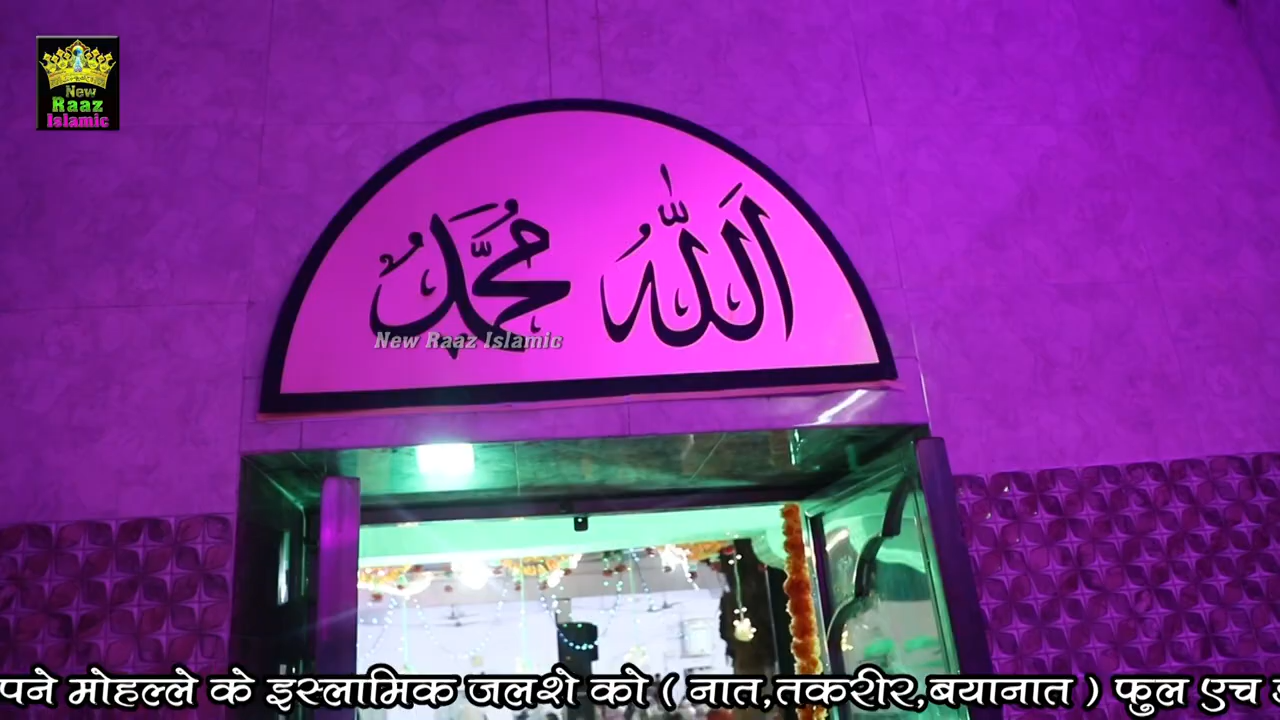 New
Raaz
Islamic
الله محمد
New Raaz Islamic
पने मोहल्ले के इस्लामिक जलशे को ( नात,तकरीर,बयानात ) फुल एच